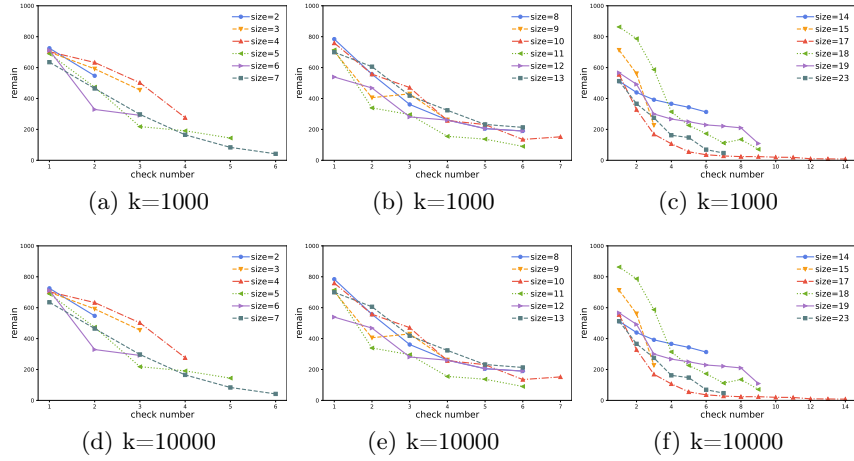 1000
800
600
400
200
0
remain
1 2 3 4 5 6
check number
size=2
size=3
size=4
size=5
size=6
size=7
(a) k=1000
1000
800
600
400
200
0
remain
1 2 3 4 5 6 7
check number
size=8
size=9
size=10
size=11
size=12
size=13
(b) k=1000
1000
800
600
400
200
0
remain
2 4 6 8 10 12 14
check number
size=14
size=15
size=17
size=18
size=19
size=23
(c) k=1000
1000
800
600
400
200
0
remain
1 2 3 4 5 6
check number
size=2
size=3
size=4
size=5
size=6
size=7
(d) k=10000
1000
800
600
400
200
0
remain
1 2 3 4 5 6 7
check number
size=8
size=9
size=10
size=11
size=12
size=13
(e) k=10000
1000
800
600
400
200
0
remain
2 4 6 8 10 12 14
check number
size=14
size=15
size=17
size=18
size=19
size=23
(f) k=10000